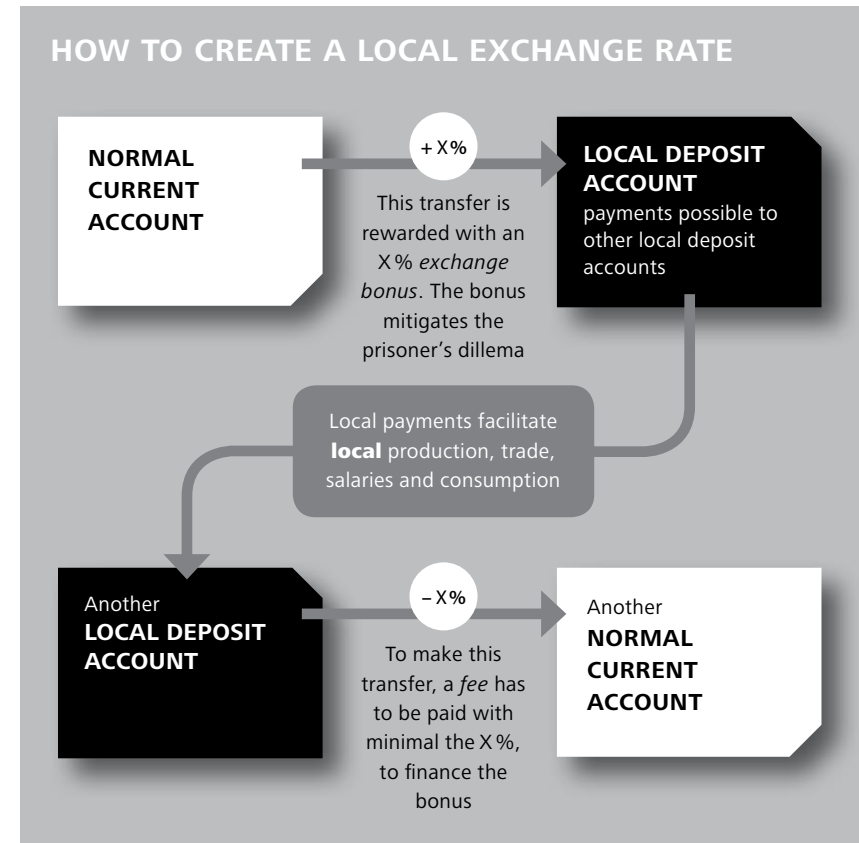 HOW TO CREATE A LOCAL EXCHANGE RATE
NORMAL
CURRENT
ACCOUNT
+ X %
This transfer is
rewarded with an
X % exchange
bonus. The bonus
mitigates the
prisoner's dillema
LOCAL DEPOSIT
ACCOUNT
payments possible to
other local deposit
accounts
Local payments facilitate
local production, trade,
salaries and consumption
Another
LOCAL DEPOSIT
ACCOUNT
– X %
To make this
transfer, a fee has
to be paid with
minimal the X %,
to finance the
bonus
Another
NORMAL
CURRENT
ACCOUNT